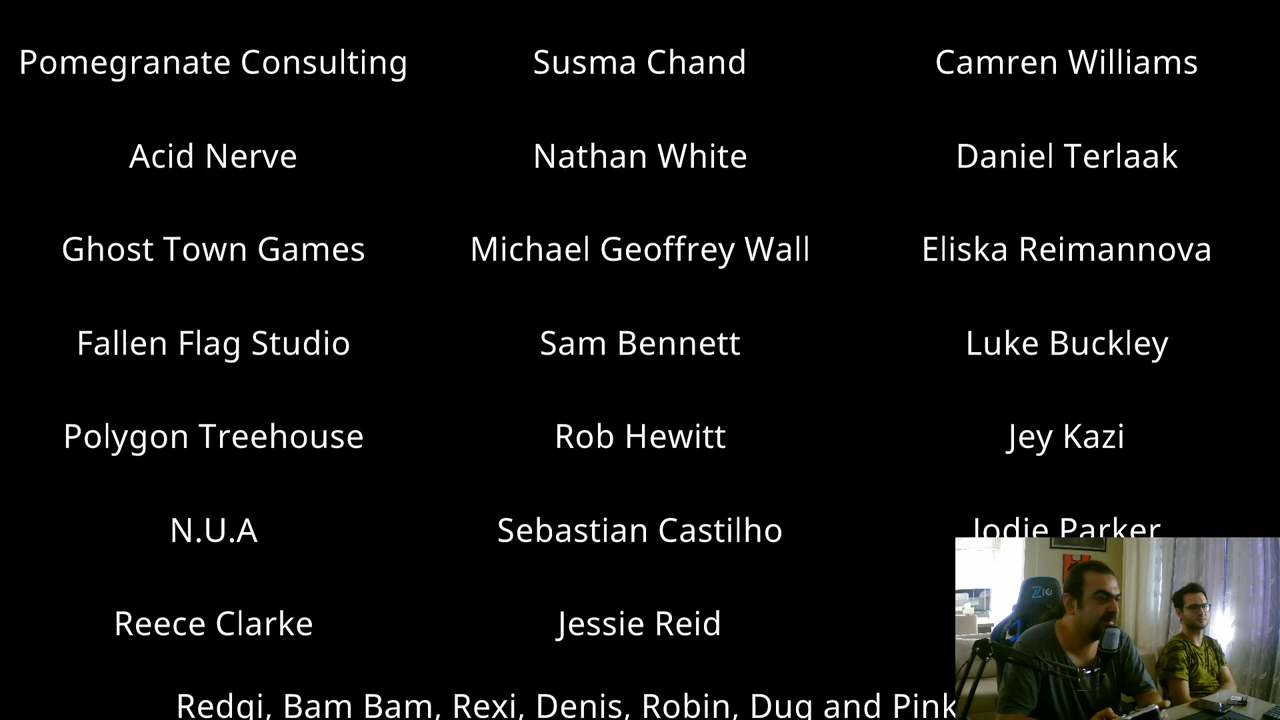 Pomegranate Consulting Susma Chand Camren Williams
Acid Nerve Nathan White Daniel Terlaak
Ghost Town Games Michael Geoffrey Wall Eliska Reimannova
Fallen Flag Studio Sam Bennett Luke Buckley
Polygon Treehouse Rob Hewitt Jey Kazi
N.U.A Sebastian Castilho Jodie Parker
Reece Clarke Jessie Reid
Redgi, Bam Bam, Rexi, Denis, Robin, Dug and Pink